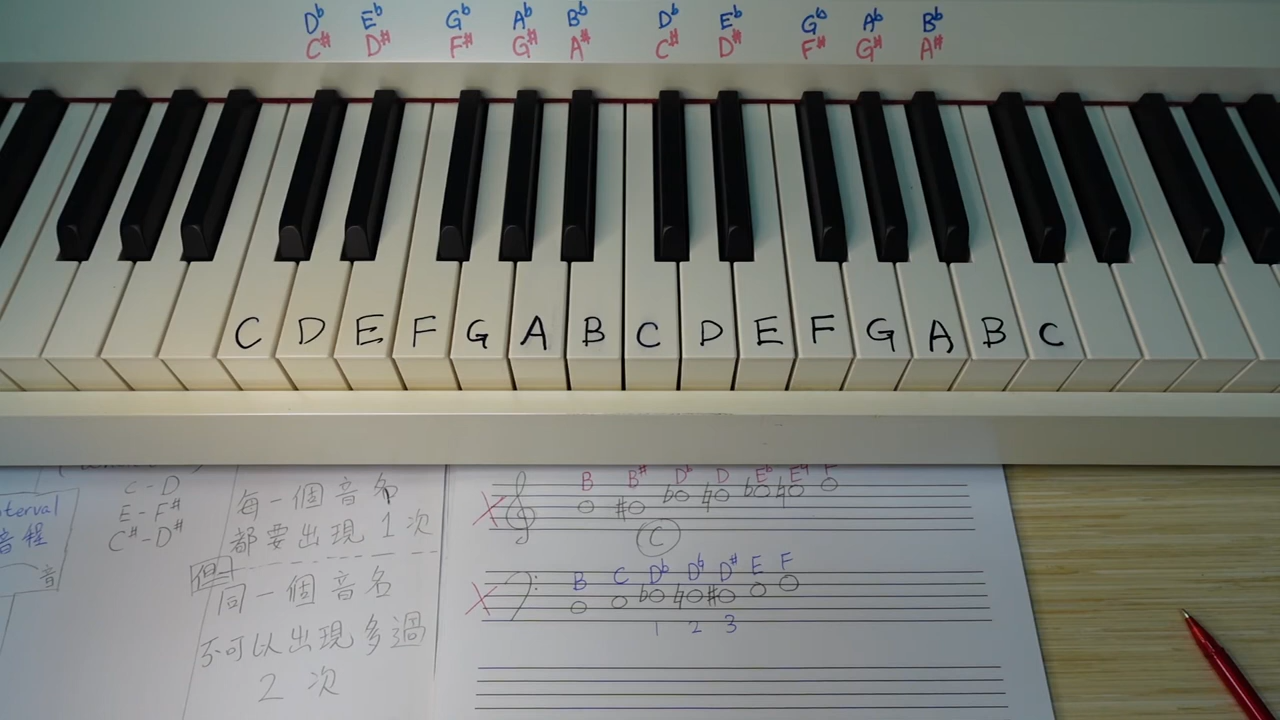 D♭ E♭ G♭ A♭ B♭ D♭ E♭ G♭ A♭ B♭
C# D# F# G# A# C# D# F# G# A#
C D E F G A B C D E F G A B C
C-D
E-F#
C#-D#
terval
音程
音
每一個音名
都要出現1次
但
同一個音名
不可以出現多過
2次
X B B# D♭ D E♭ E♮ F
C
X B C D♭ D♮ D# E F
1 2 3